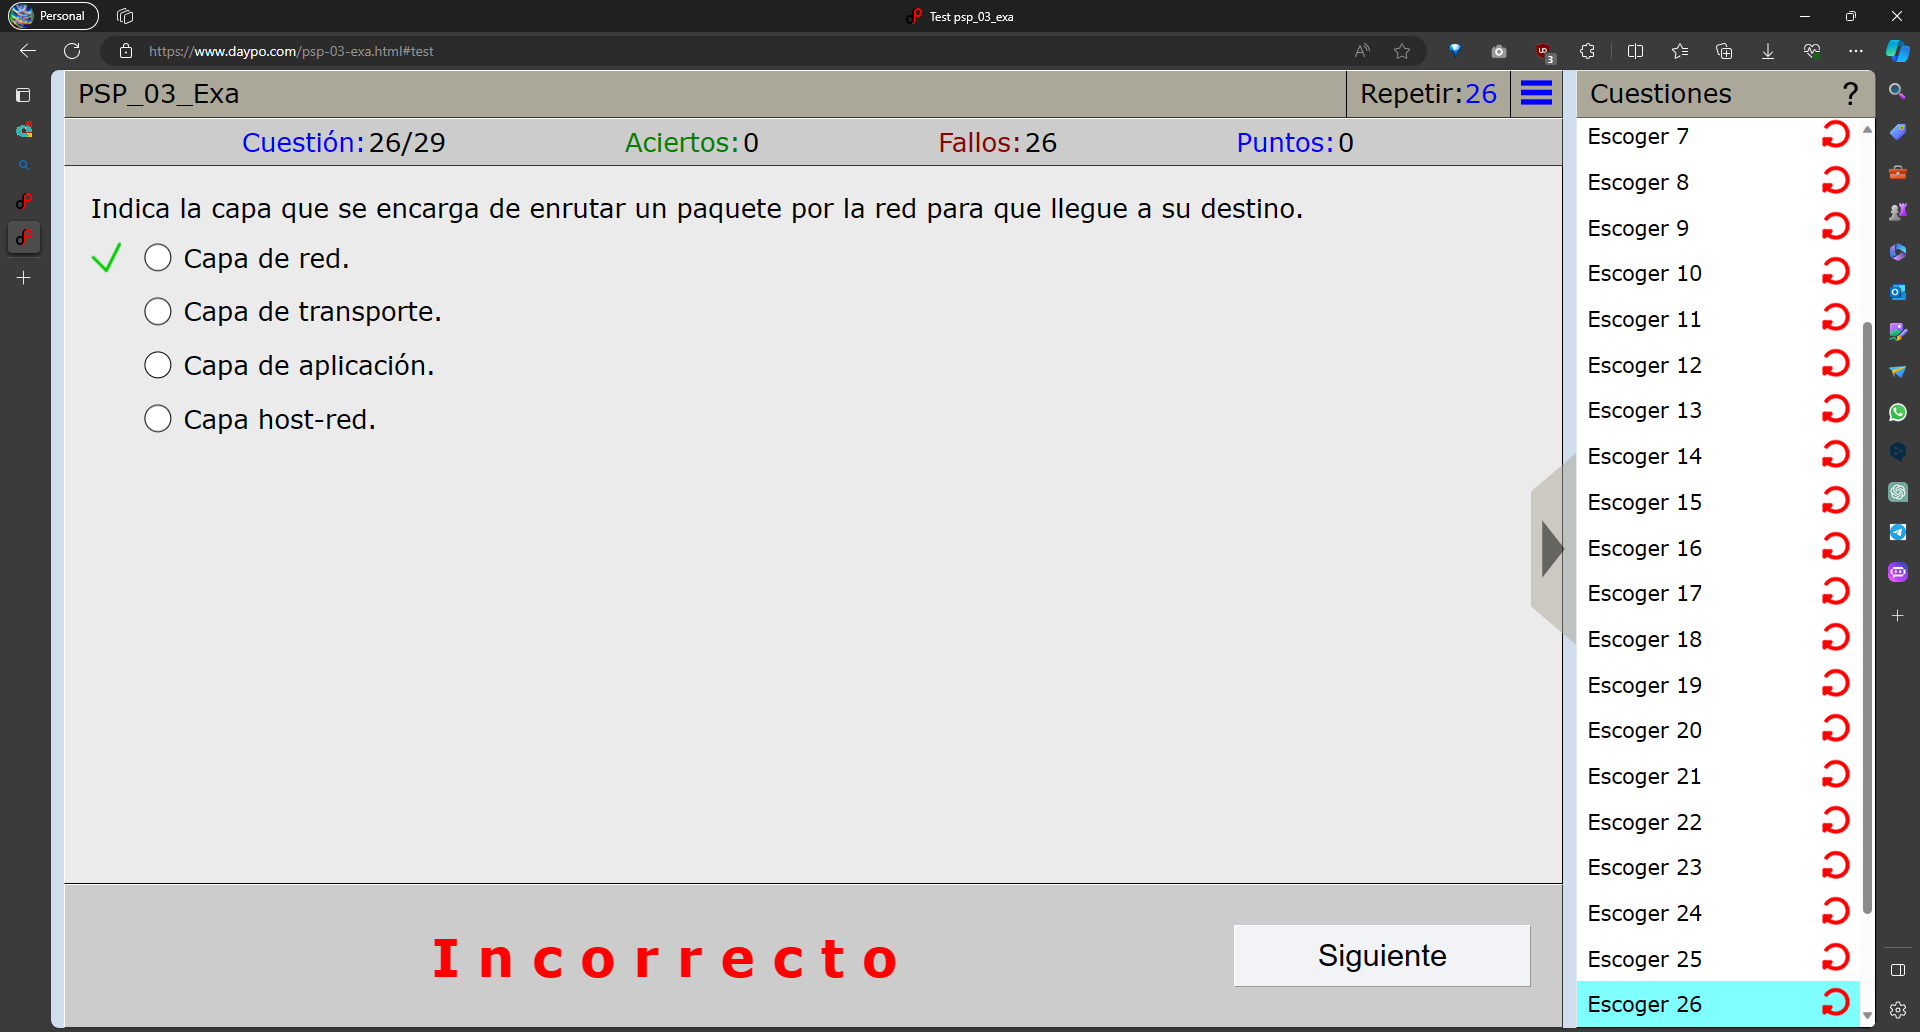 Personal
Test psp_03_exa
https://www.daypo.com/psp-03-exa.html#test
PSP_03_Exa
Repetir:26
Cuestión:26/29
Aciertos:0
Fallos:26
Puntos:0
Indica la capa que se encarga de enrutar un paquete por la red para que llegue a su destino.
Capa de red.
Capa de transporte.
Capa de aplicación.
Capa host-red.
Incorrecto
Siguiente
Cuestiones ?
Escoger 7
Escoger 8
Escoger 9
Escoger 10
Escoger 11
Escoger 12
Escoger 13
Escoger 14
Escoger 15
Escoger 16
Escoger 17
Escoger 18
Escoger 19
Escoger 20
Escoger 21
Escoger 22
Escoger 23
Escoger 24
Escoger 25
Escoger 26
3